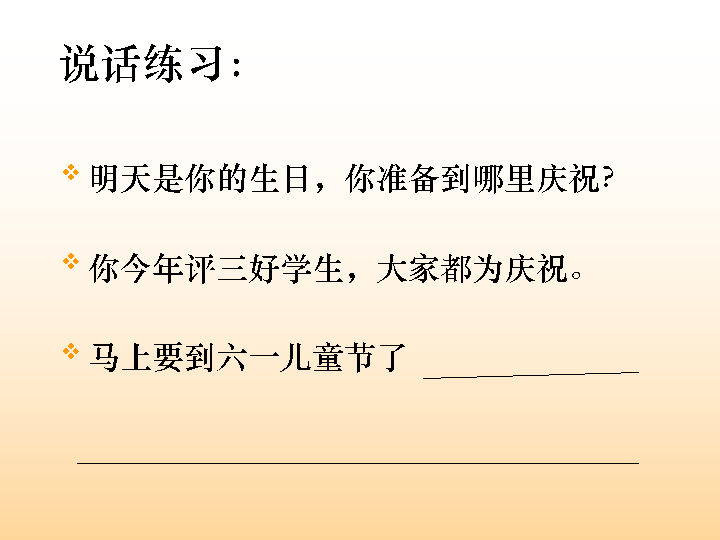 说话练习：
明天是你的生日，你准备到哪里庆祝？
你今年评三好学生，大家都为庆祝。
马上要到六一儿童节了